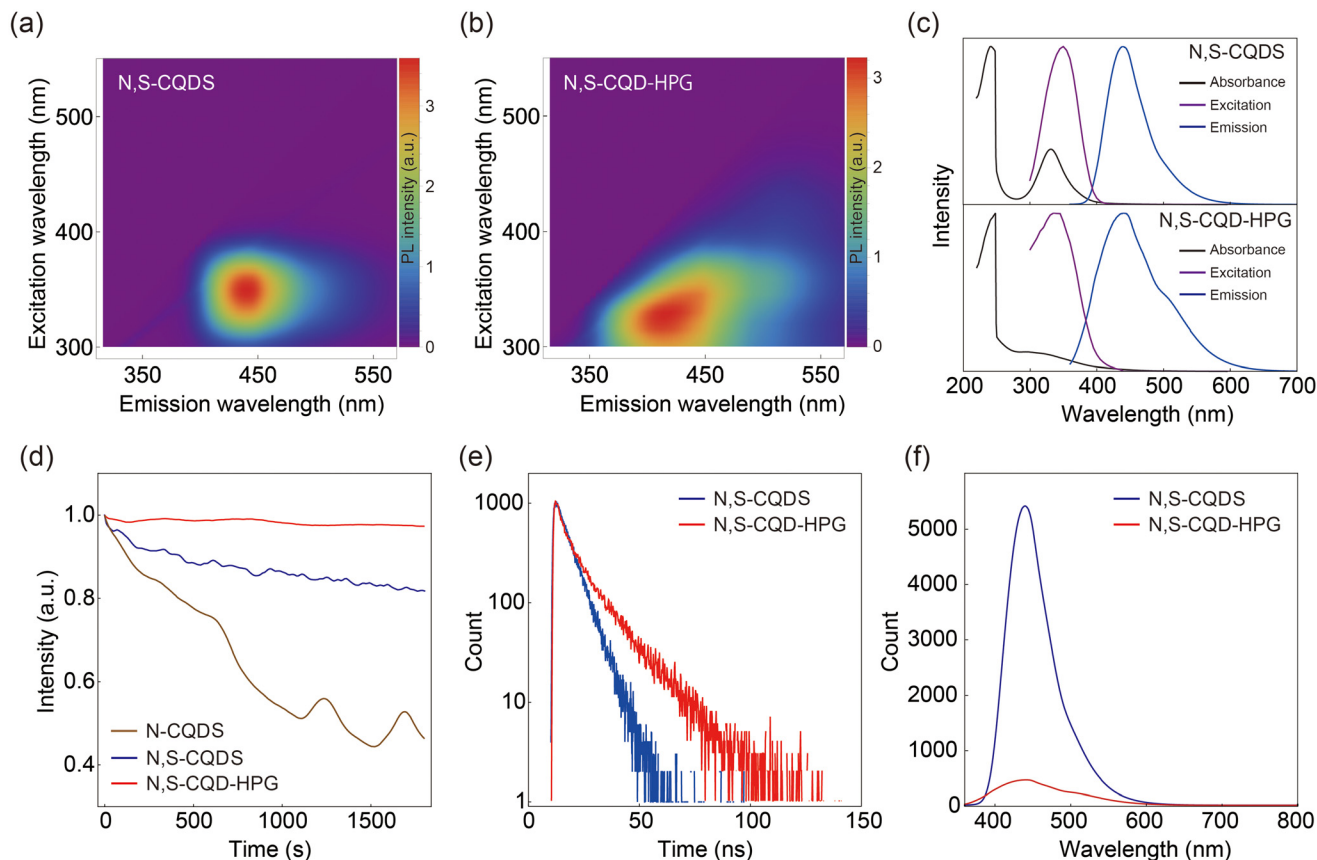 (a)
N,S-CQDS
Excitation wavelength (nm)
500
400
300
350
450
550
Emission wavelength (nm)
PL intensity (a.u.)
3
2
1
0
(b)
N,S-CQD-HPG
Excitation wavelength (nm)
500
400
300
350
450
550
Emission wavelength (nm)
PL intensity (a.u.)
3
2
1
0
(c)
N,S-CQDS
Absorbance
Excitation
Emission
N,S-CQD-HPG
Absorbance
Excitation
Emission
Intensity
200
300
400
500
600
700
Wavelength (nm)
(d)
Intensity (a.u.)
1.0
0.8
0.6
0.4
N-CQDS
N,S-CQDS
N,S-CQD-HPG
0
500
1000
1500
Time (s)
(e)
N,S-CQDS
N,S-CQD-HPG
Count
1000
100
10
1
0
50
100
150
Time (ns)
(f)
N,S-CQDS
N,S-CQD-HPG
Count
5000
4000
3000
2000
1000
0
400
500
600
700
800
Wavelength (nm)